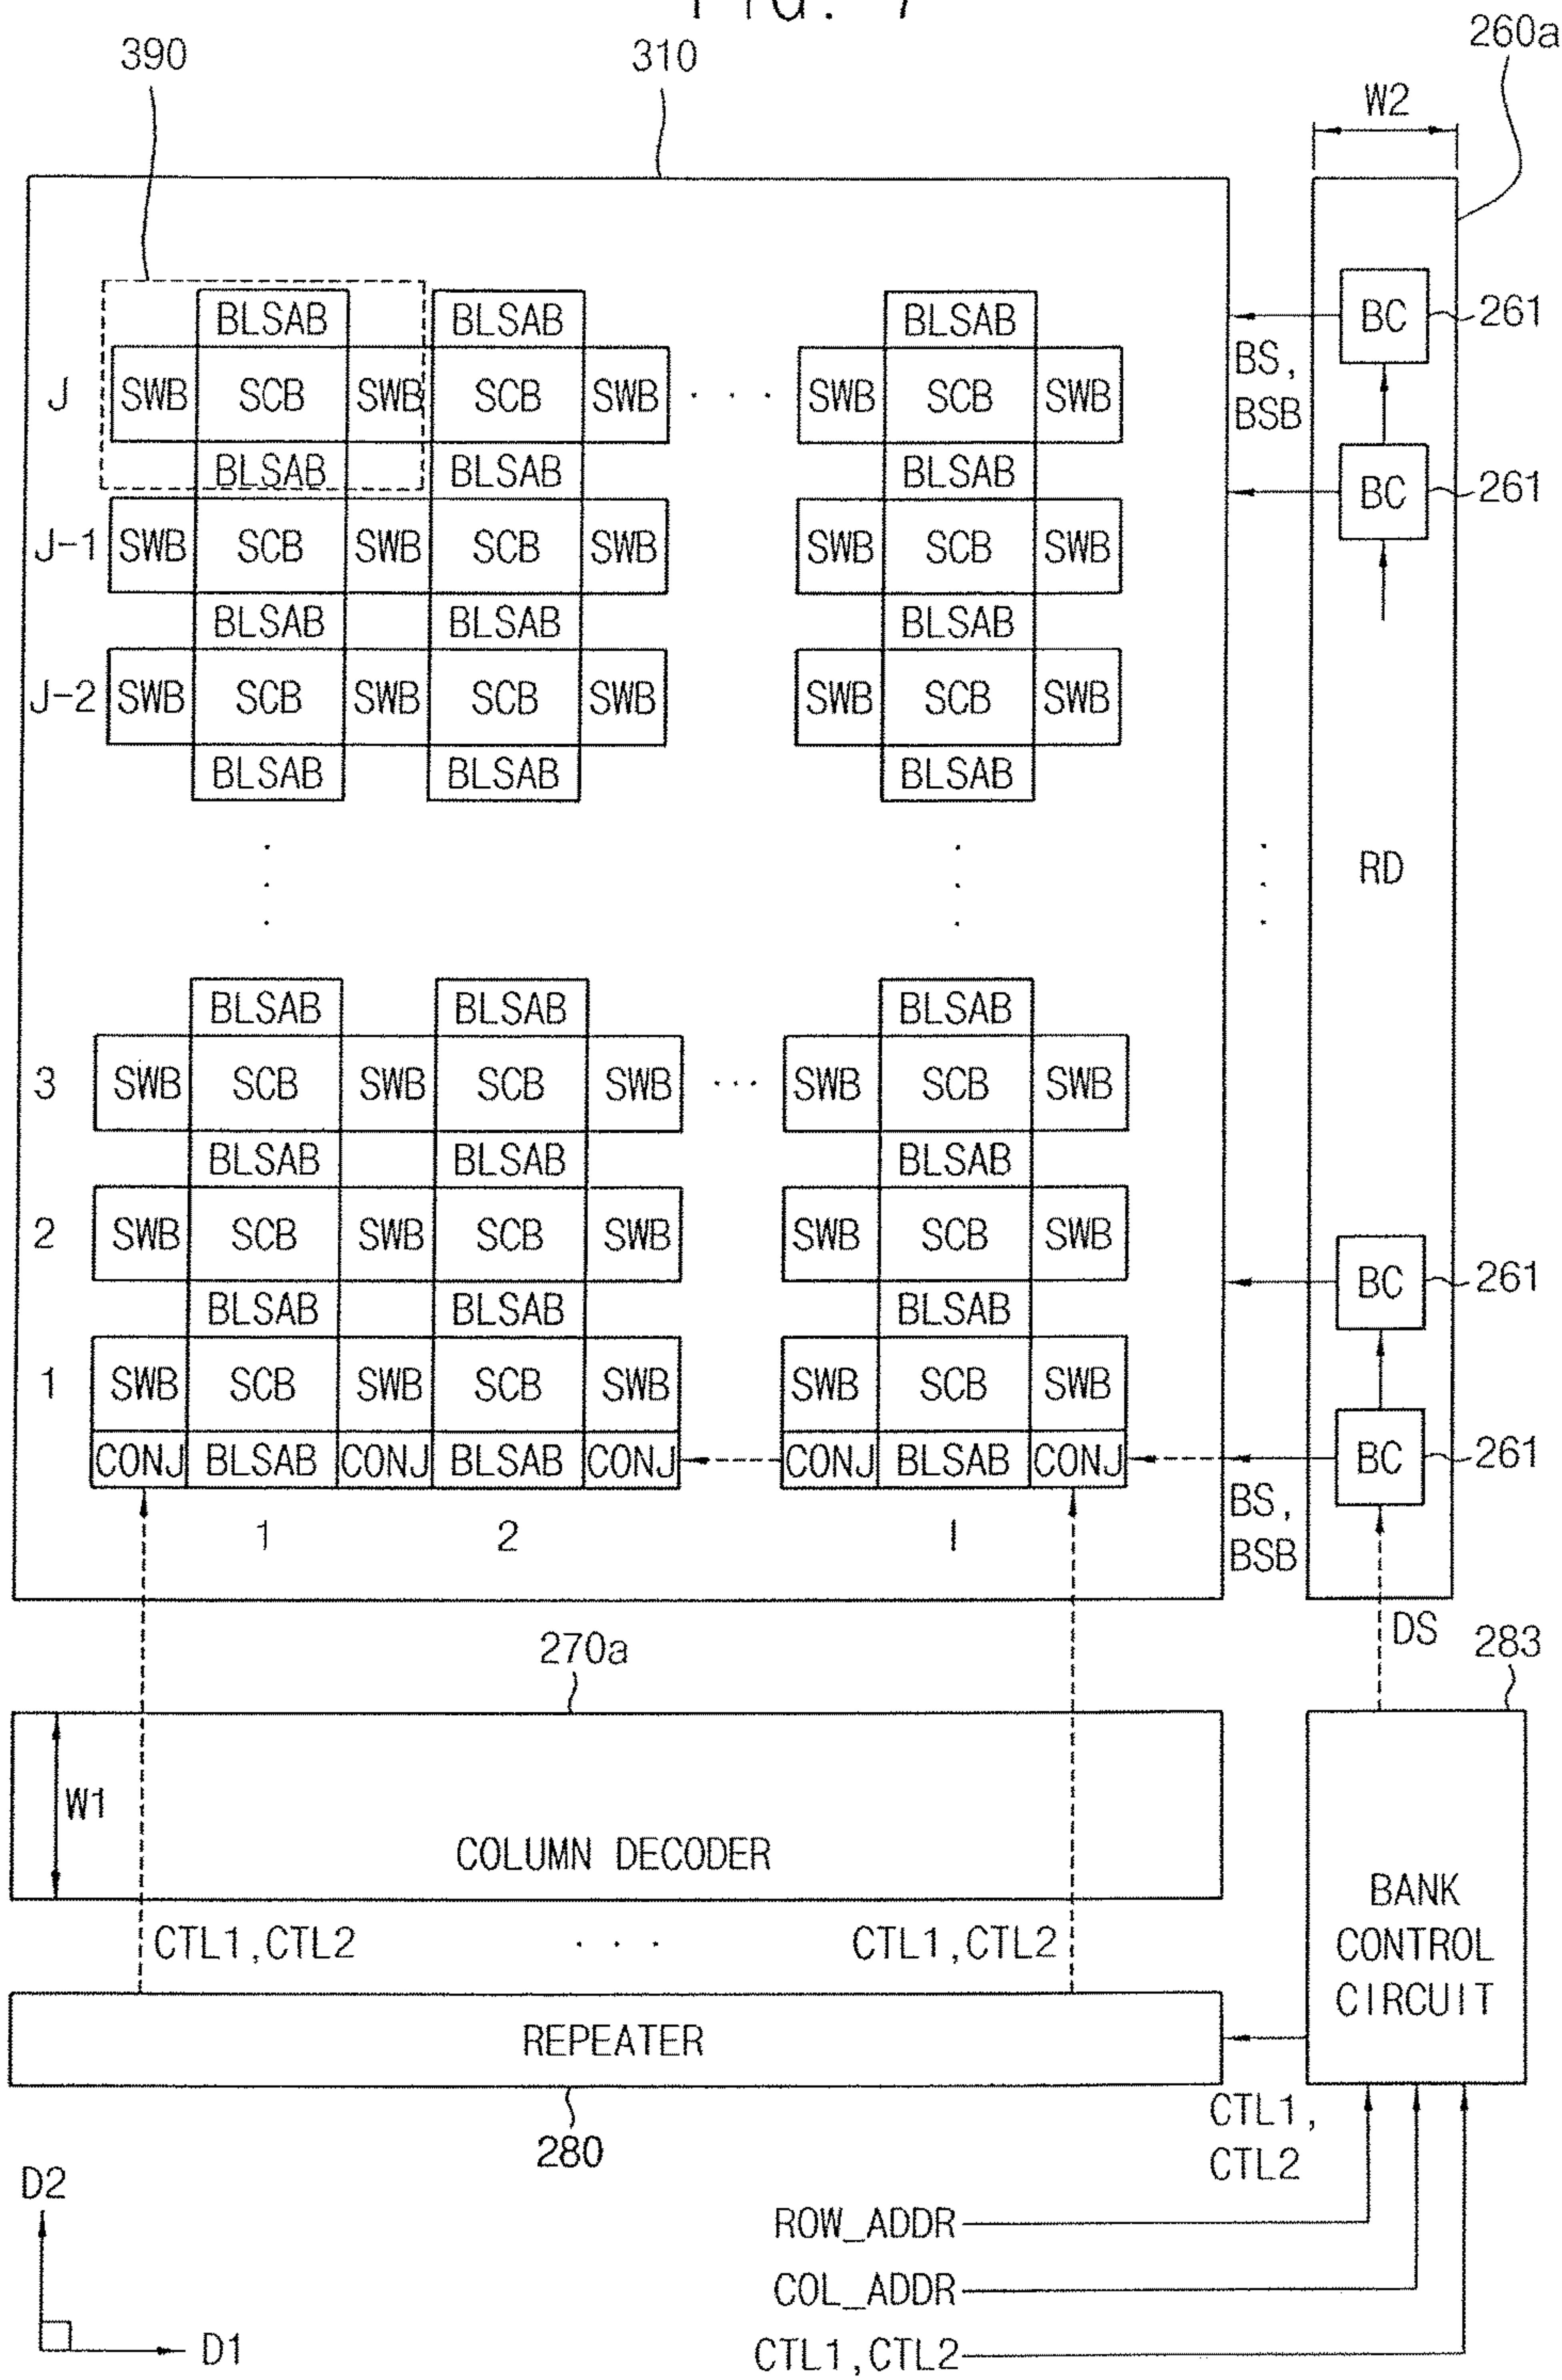 FIG. 7
390
310
260a
W2
BLSAB BLSAB BLSAB
BC 261
J SWB SCB SWB SCB SWB . . . SWB SCB SWB
BS,
BSB
BLSAB BLSAB BLSAB
BC 261
J-1 SWB SCB SWB SCB SWB SWB SCB SWB
BLSAB BLSAB BLSAB
J-2 SWB SCB SWB SCB SWB SWB SCB SWB
BLSAB BLSAB BLSAB
RD
BLSAB BLSAB BLSAB
3 SWB SCB SWB SCB SWB ... SWB SCB SWB
BLSAB BLSAB BLSAB
2 SWB SCB SWB SCB SWB SWB SCB SWB
BC 261
BLSAB BLSAB BLSAB
1 SWB SCB SWB SCB SWB SWB SCB SWB
CONJ BLSAB CONJ BLSAB CONJ CONJ BLSAB CONJ
BC 261
BS,
BSB
1 2 I
DS
270a
283
W1
COLUMN DECODER
BANK
CONTROL
CIRCUIT
CTL1,CTL2 . . . CTL1,CTL2
REPEATER
280
CTL1,
CTL2
D2
D1
ROW_ADDR
COL_ADDR
CTL1,CTL2